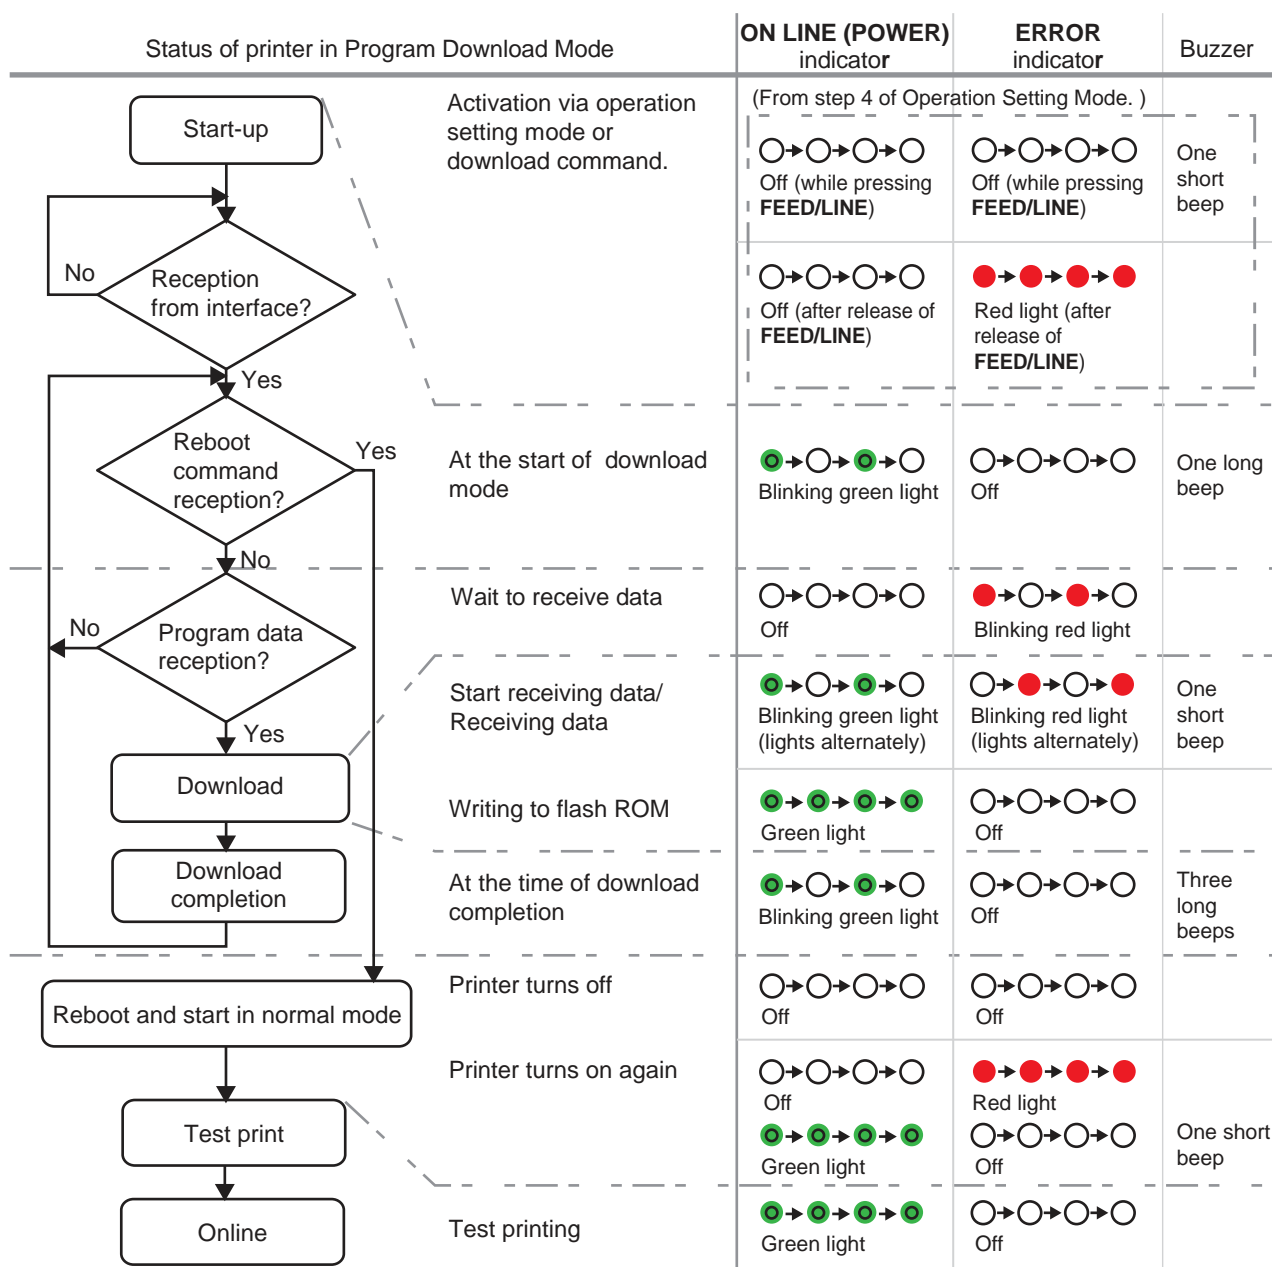 Status of printer in Program Download Mode
ON LINE (POWER)
indicator
ERROR
indicator
Buzzer
Start-up
Activation via operation
setting mode or
download command.
(From step 4 of Operation Setting Mode. )
Off (while pressing
FEED/LINE)
Off (while pressing
FEED/LINE)
One
short
beep
No
Reception
from interface?
Off (after release of
FEED/LINE)
Red light (after
release of
FEED/LINE)
Yes
Reboot
command
reception?
Yes
At the start of  download
mode
Blinking green light
Off
One long
beep
No
Wait to receive data
Off
Blinking red light
No
Program data
reception?
Start receiving data/
Receiving data
Blinking green light
(lights alternately)
Blinking red light
(lights alternately)
One
short
beep
Yes
Download
Writing to flash ROM
Green light
Off
Download
completion
At the time of download
completion
Blinking green light
Off
Three
long
beeps
Printer turns off
Off
Off
Reboot and start in normal mode
Printer turns on again
Off
Red light
Test print
Green light
Off
One short
beep
Online
Test printing
Green light
Off